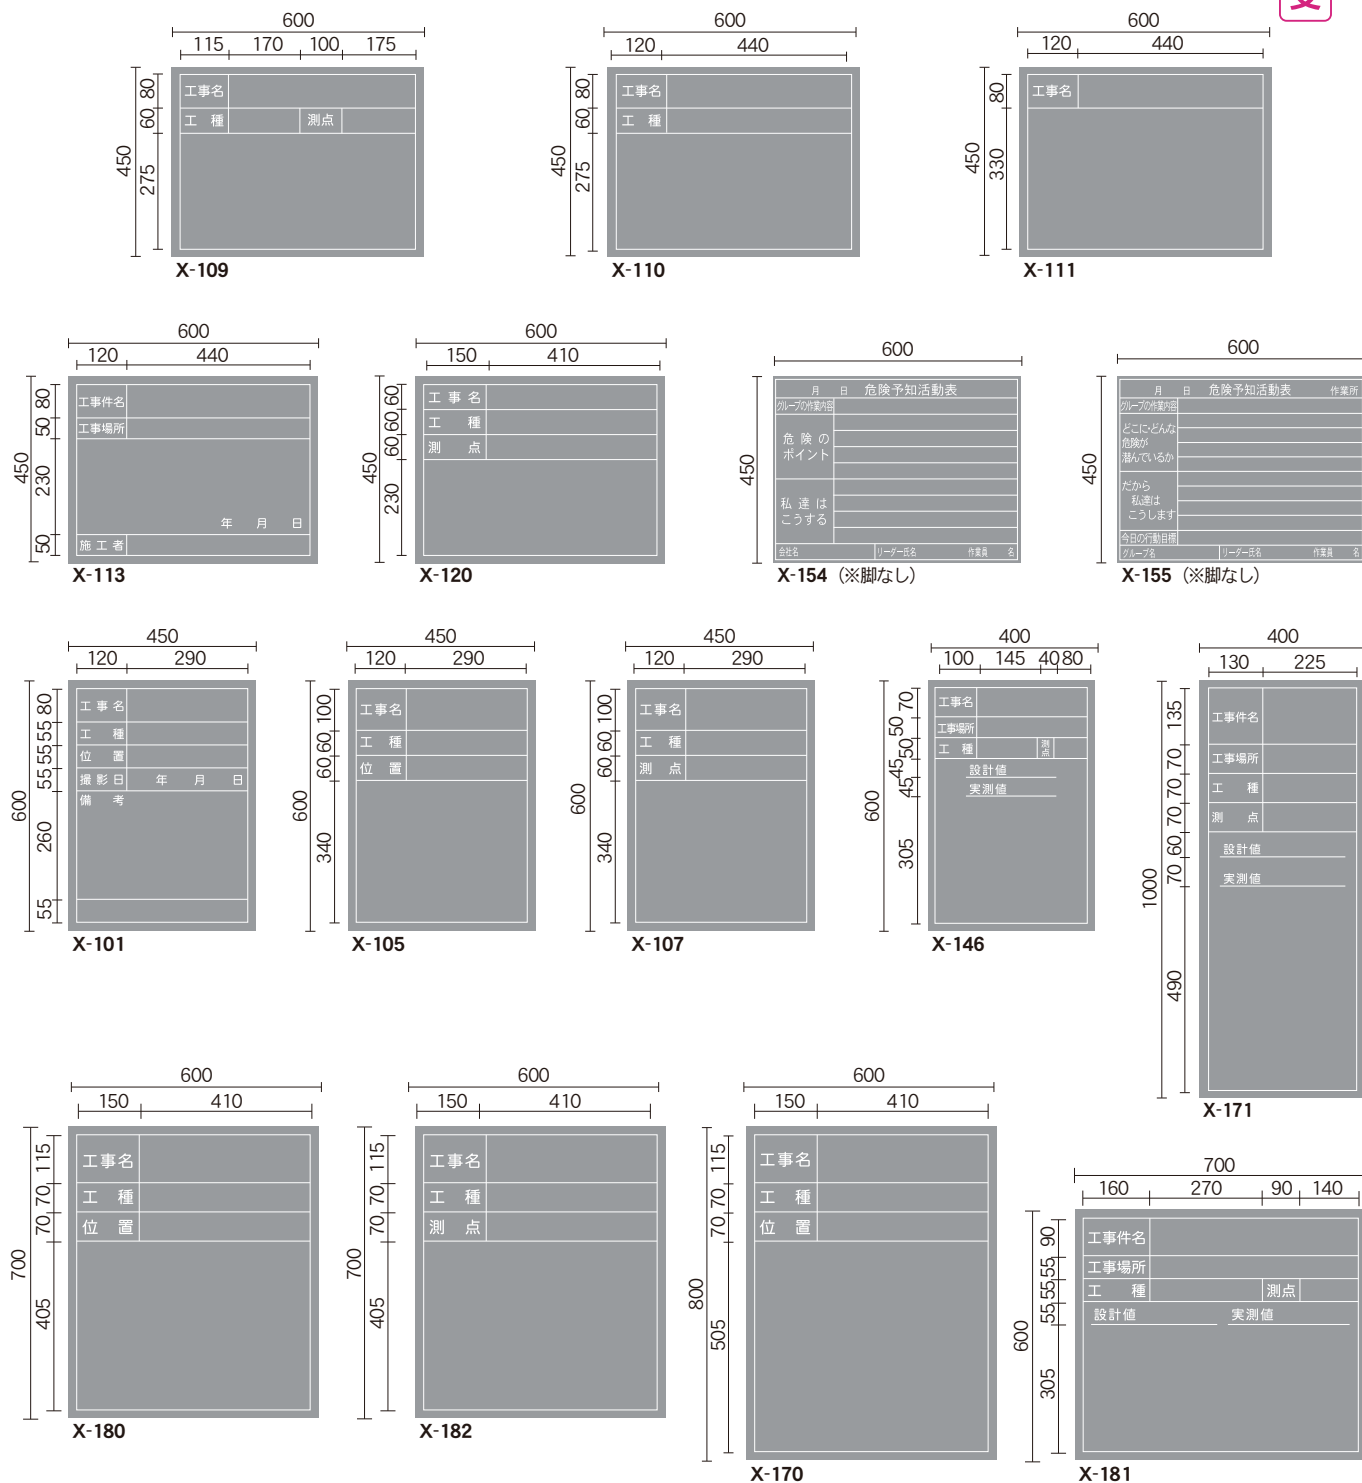 600
115 170 100 175
450
80
60
275
工事名
工 種
測点
X-109
600
120 440
450
80
60
275
工事名
工 種
X-110
600
120 440
450
80
330
工事名
X-111
600
120 440
450
80
50
230
50
工事件名
工事場所
年 月 日
施工者
X-113
600
150 410
450
60
60
60
230
工事名
工 種
測 点
X-120
600
450
月 日 危険予知活動表
グループの作業内容
危険の
ポイント
私達は
こうする
会社名 リーダー氏名 作業員 名
X-154 (※脚なし)
600
450
月 日 危険予知活動表 作業所
グループの作業内容
どこに・どんな
危険が
潜んでいるか
だから
私達は
こうします
今日の行動目標
グループ名 リーダー氏名 作業員 名
X-155 (※脚なし)
450
120 290
600
80
55
55
55
260
55
工事名
工 種
位 置
撮影日 年 月 日
備 考
X-101
450
120 290
600
100
60
60
340
工事名
工 種
位 置
X-105
450
120 290
600
100
60
60
340
工事名
工 種
測 点
X-107
400
100 145 40 80
600
70
50
50
45
45
305
工事名
工事場所
工 種
測点
設計値
実測値
X-146
400
130 225
1000
135
70
70
70
60
70
490
工事件名
工事場所
工 種
測 点
設計値
実測値
X-171
600
150 410
700
115
70
70
405
工事名
工 種
位 置
X-180
600
150 410
700
115
70
70
405
工事名
工 種
測 点
X-182
600
150 410
800
115
70
70
505
工事名
工 種
位 置
X-170
700
160 270 90 140
600
90
55
55
55
305
工事件名
工事場所
工 種
測点
設計値 実測値
X-181